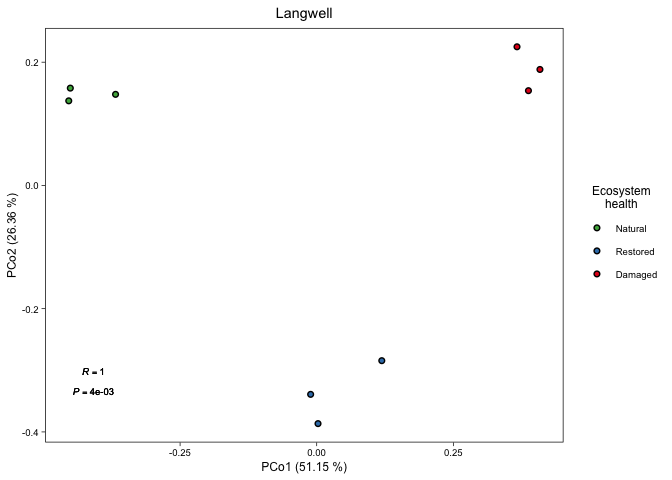 Langwell
0.2
0.0
-0.2
-0.4
PCo2 (26.36 %)
R = 1
P = 4e-03
-0.25
0.00
0.25
PCo1 (51.15 %)
Ecosystem
health
Natural
Restored
Damaged